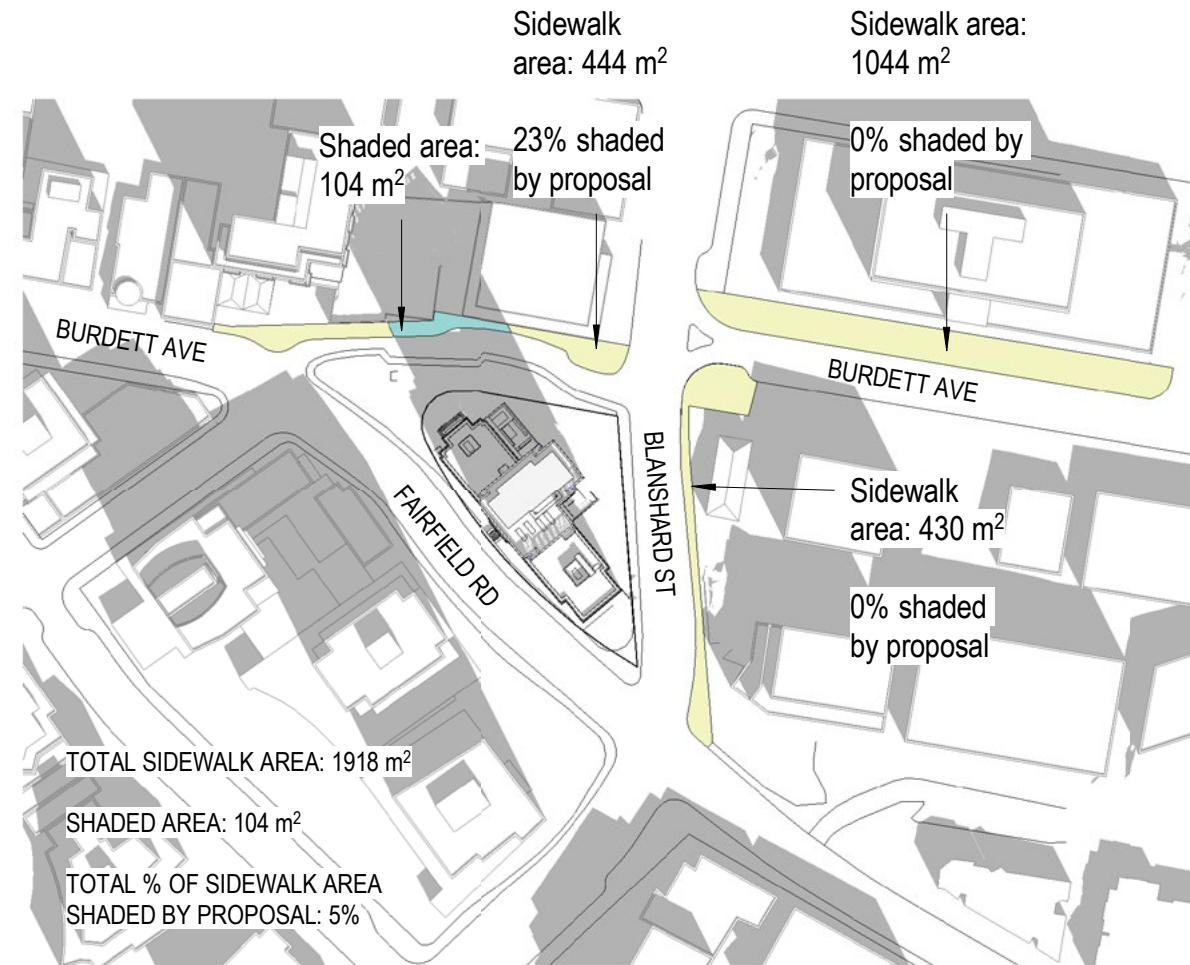 Sidewalk
area: 444 m²
Sidewalk area:
1044 m²
Shaded area:
104 m²
23% shaded
by proposal
0% shaded by
proposal
BURDETT AVE
BURDETT AVE
BLANSHARD ST
FAIRFIELD RD
Sidewalk
area: 430 m²
0% shaded
by proposal
TOTAL SIDEWALK AREA: 1918 m²
SHADED AREA: 104 m²
TOTAL % OF SIDEWALK AREA
SHADED BY PROPOSAL: 5%